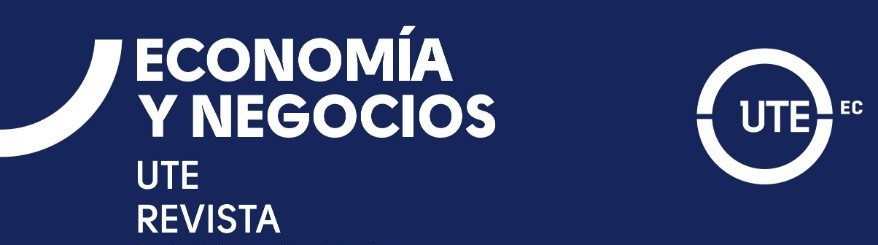 ECONOMÍA
Y NEGOCIOS
UTE
REVISTA
UTE EC